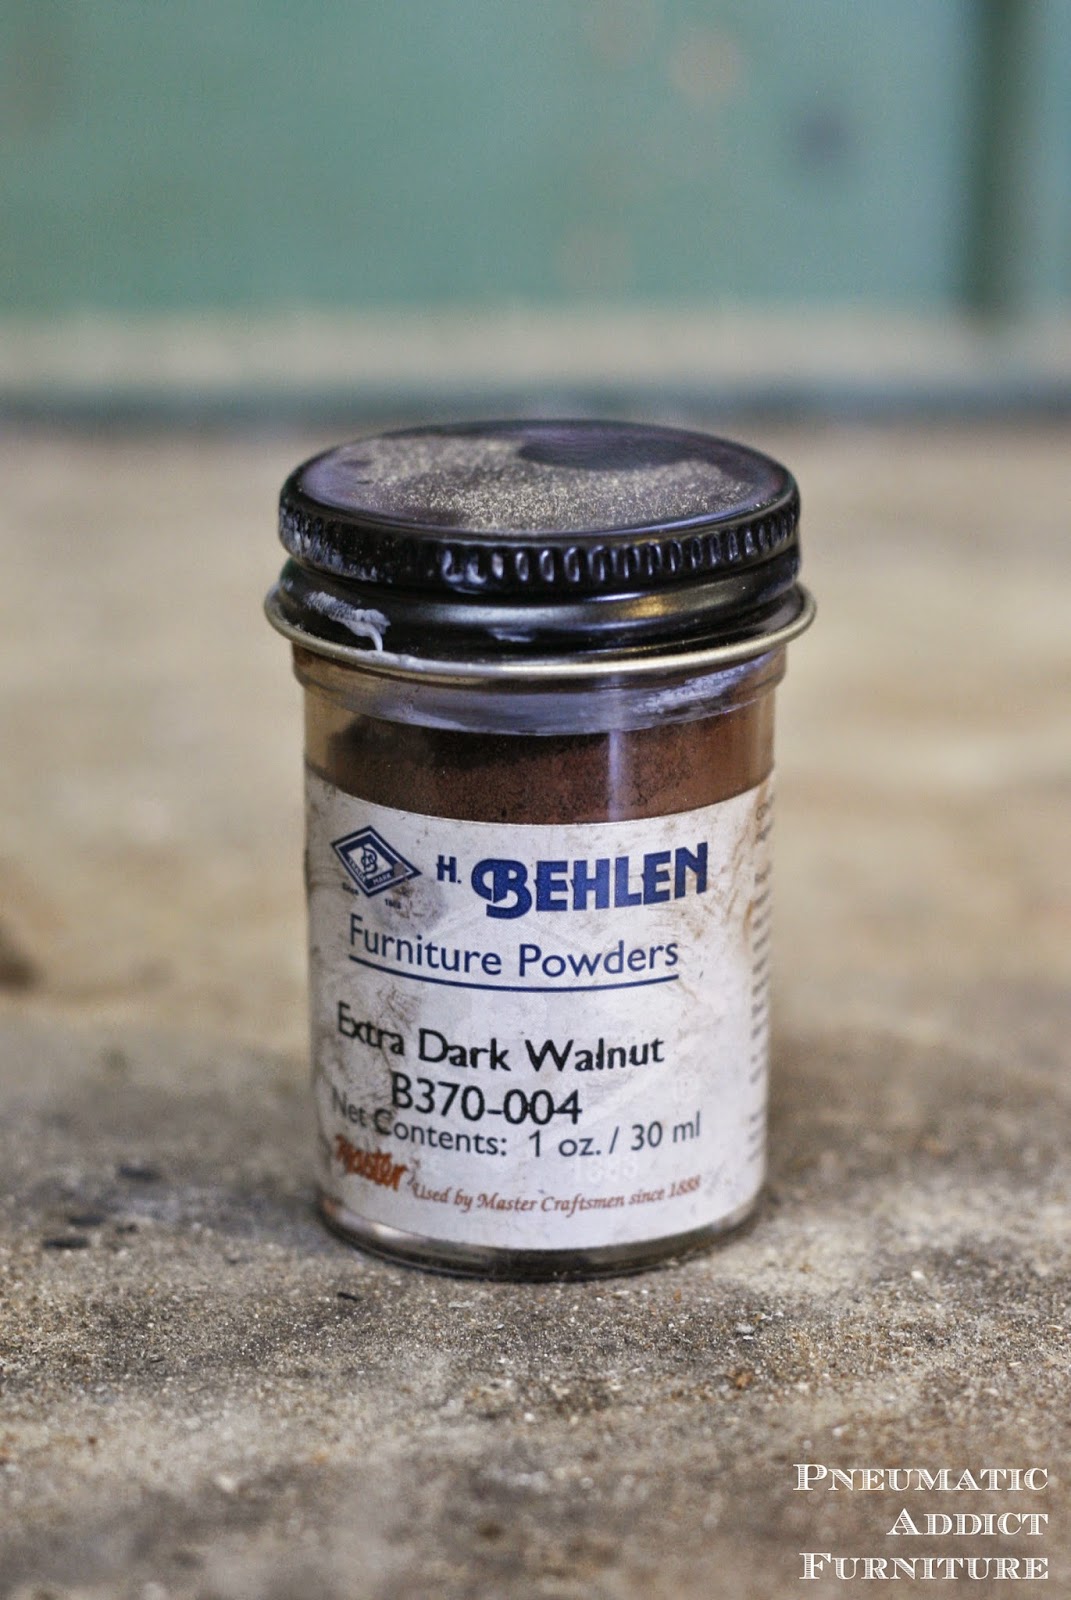 H. BEHLEN
Furniture Powders
Extra Dark Walnut
B370-004
Net Contents: 1 oz. / 30 ml
Master
Used by Master Craftsmen since 1888
PNEUMATIC
ADDICT
FURNITURE